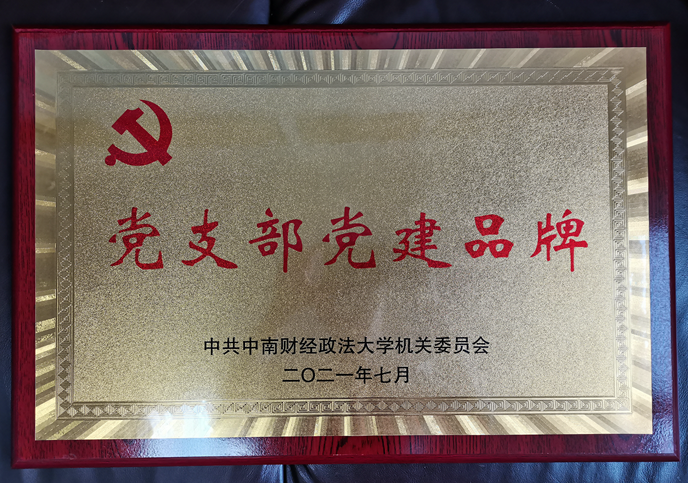 党支部党建品牌
中共中南财经政法大学机关委员会
二〇二一年七月